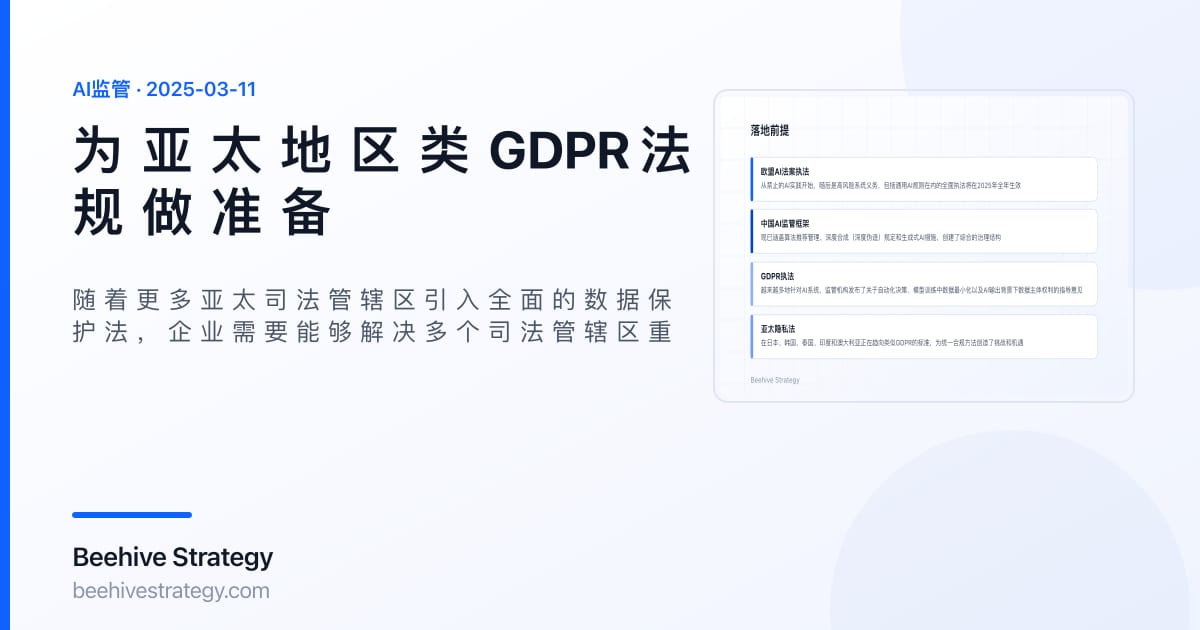 AI监管 · 2025-03-11
为亚太地区类GDPR法
规做准备
随着更多亚太司法管辖区引入全面的数据保
护法，企业需要能够解决多个司法管辖区重
Beehive Strategy
beehivestrategy.com
落地前提
欧盟AI法案执法
从禁止的AI实践开始，随后是高风险系统义务，包括通用AI规则在内的全面执法将在2025年全年生效
中国AI监管框架
现已涵盖算法推荐管理、深度合成（深度伪造）规定和生成式AI措施，创建了综合的治理结构
GDPR执法
越来越多地针对AI系统，监管机构发布了关于自动化决策、模型训练中数据最小化以及AI输出背景下数据主体权利的指导意见
亚太隐私法
在日本、韩国、泰国、印度和澳大利亚正在趋向类似GDPR的标准，为统一合规方法创造了挑战和机遇
Beehive Strategy